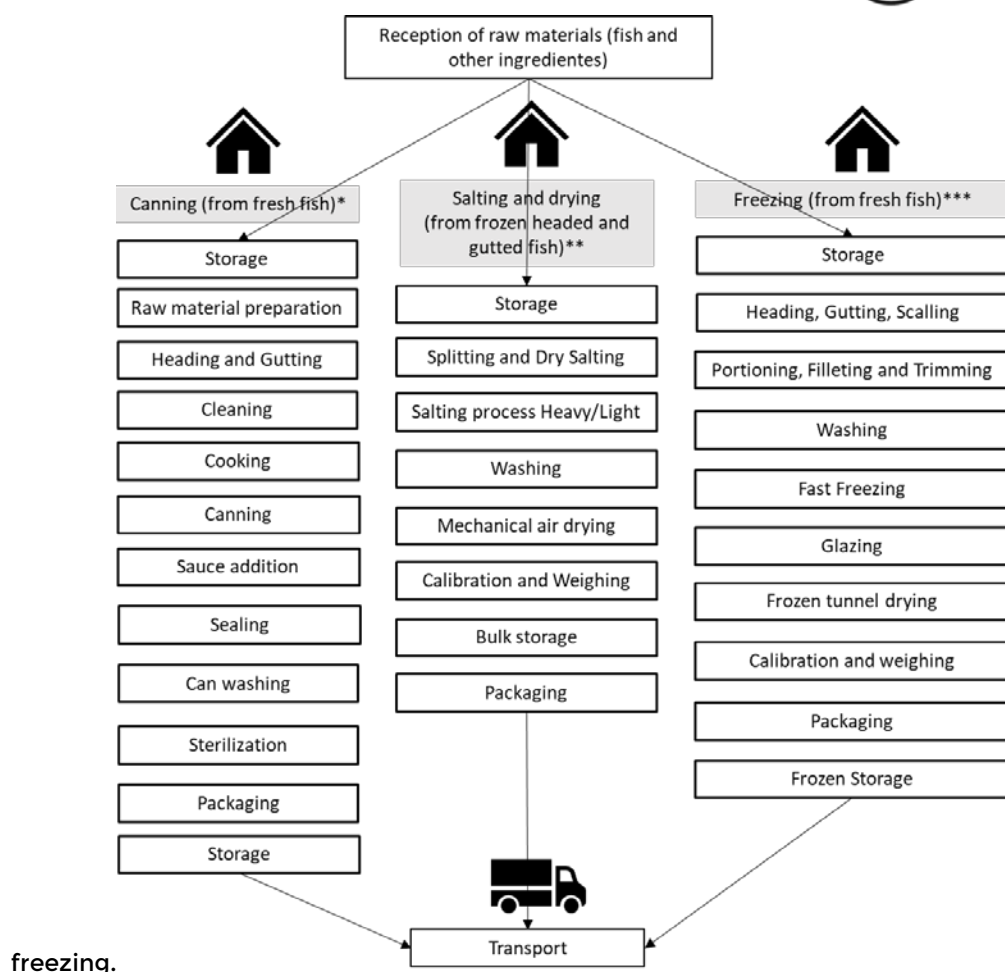 Reception of raw materials (fish and
other ingredientes)
Canning (from fresh fish)*
Storage
Raw material preparation
Heading and Gutting
Cleaning
Cooking
Canning
Sauce addition
Sealing
Can washing
Sterilization
Packaging
Storage
Salting and drying
(from frozen headed and
gutted fish)**
Storage
Splitting and Dry Salting
Salting process Heavy/Light
Washing
Mechanical air drying
Calibration and Weighing
Bulk storage
Packaging
Freezing (from fresh fish)***
Storage
Heading, Gutting, Scalling
Portioning, Filleting and Trimming
Washing
Fast Freezing
Glazing
Frozen tunnel drying
Calibration and weighing
Packaging
Frozen Storage
Transport
freezing.